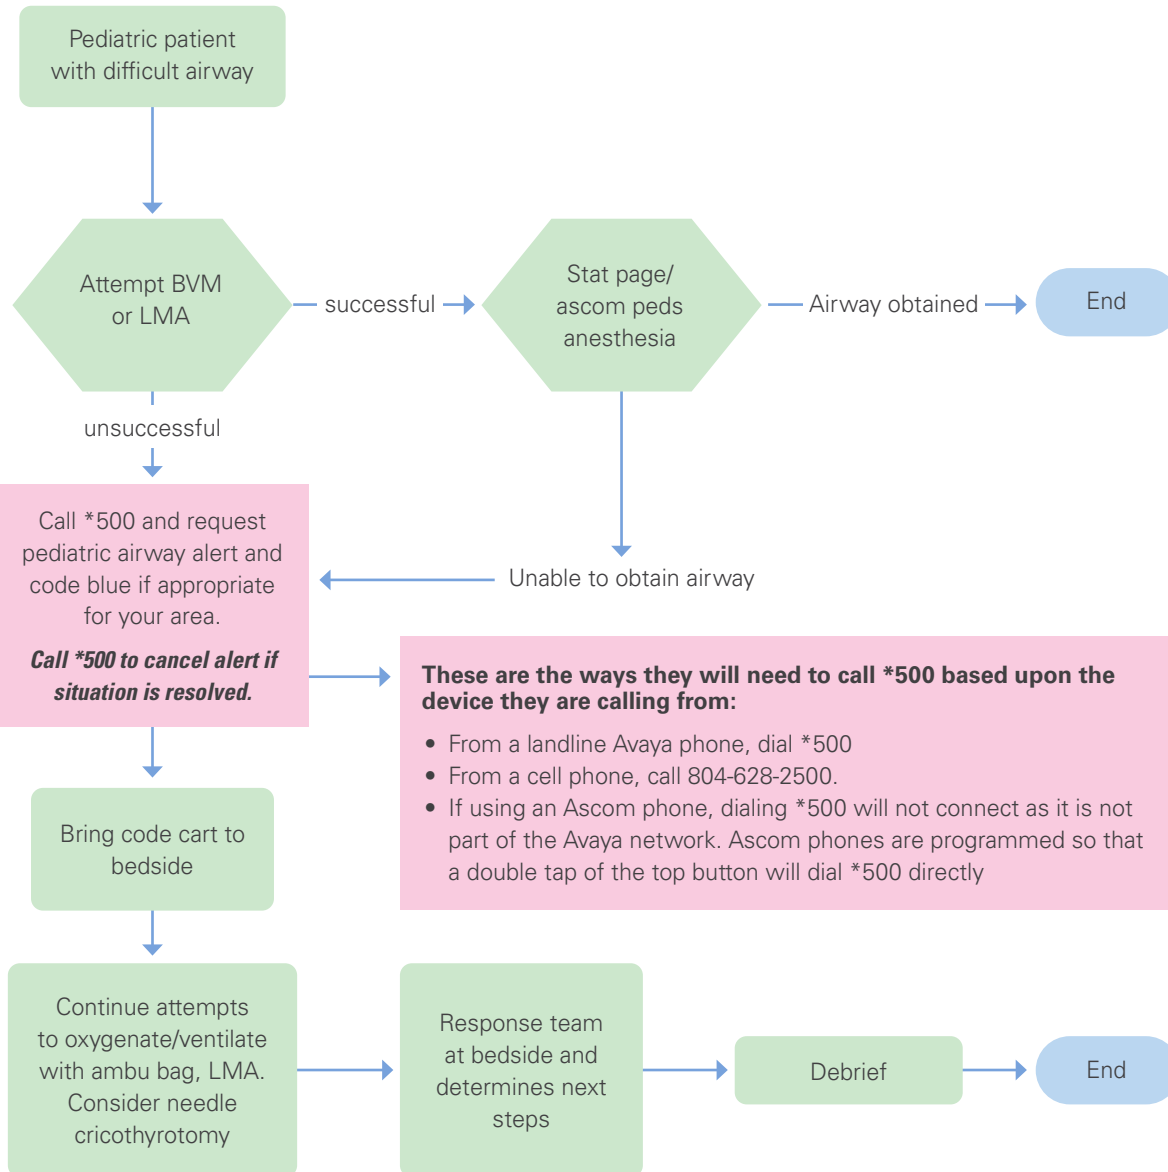 Pediatric patient
with difficult airway
Attempt BVM
or LMA
successful
Stat page/
ascom peds
anesthesia
Airway obtained
End
unsuccessful
Call *500 and request
pediatric airway alert and
code blue if appropriate
for your area.
Call *500 to cancel alert if
situation is resolved.
Unable to obtain airway
These are the ways they will need to call *500 based upon the
device they are calling from:
• From a landline Avaya phone, dial *500
• From a cell phone, call 804-628-2500.
• If using an Ascom phone, dialing *500 will not connect as it is not
part of the Avaya network. Ascom phones are programmed so that
a double tap of the top button will dial *500 directly
Bring code cart to
bedside
Continue attempts
to oxygenate/ventilate
with ambu bag, LMA.
Consider needle
cricothyrotomy
Response team
at bedside and
determines next
steps
Debrief
End